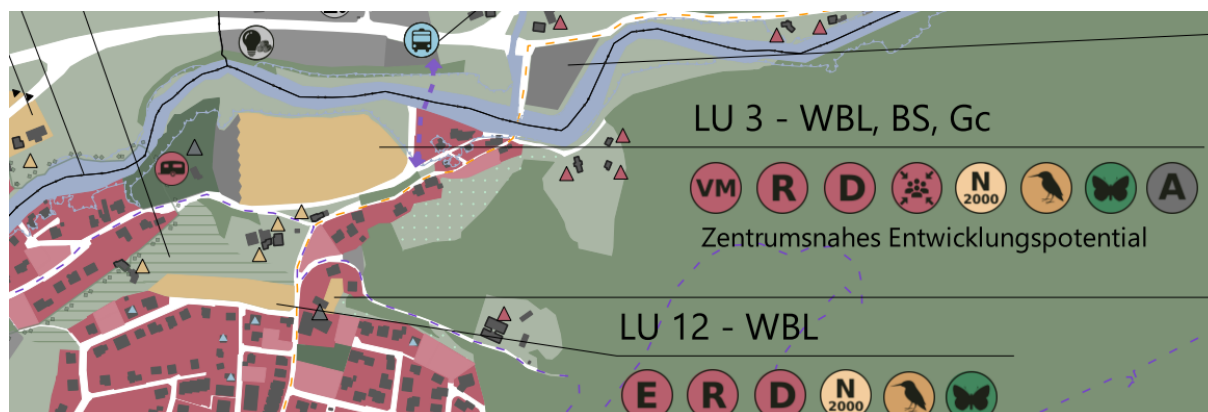 LU 3 - WBL, BS, Gc
VM R D N 2000 A
Zentrumsnahes Entwicklungspotential
LU 12 - WBL
E R D N 2000